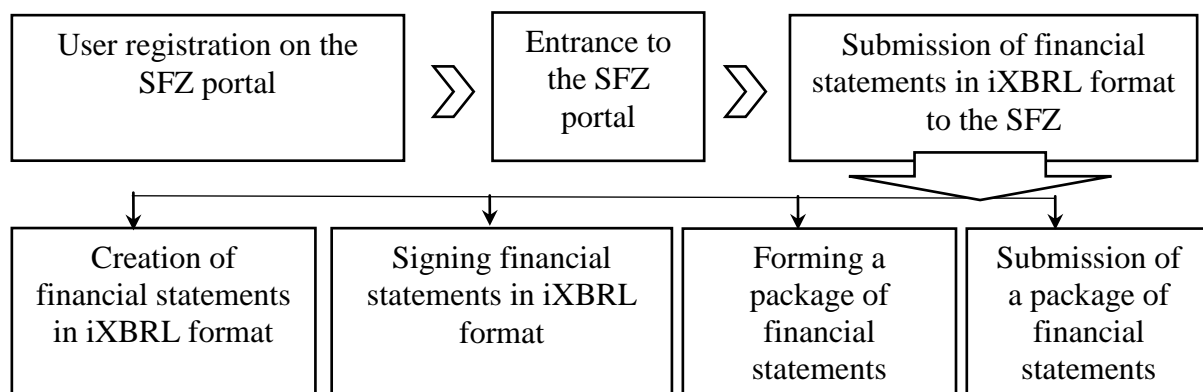 User registration on the
SFZ portal
Entrance to
the SFZ
portal
Submission of financial
statements in iXBRL format
to the SFZ
Creation of
financial statements
in iXBRL format
Signing financial
statements in iXBRL
format
Forming a
package of
financial
statements
Submission of
a package of
financial
statements